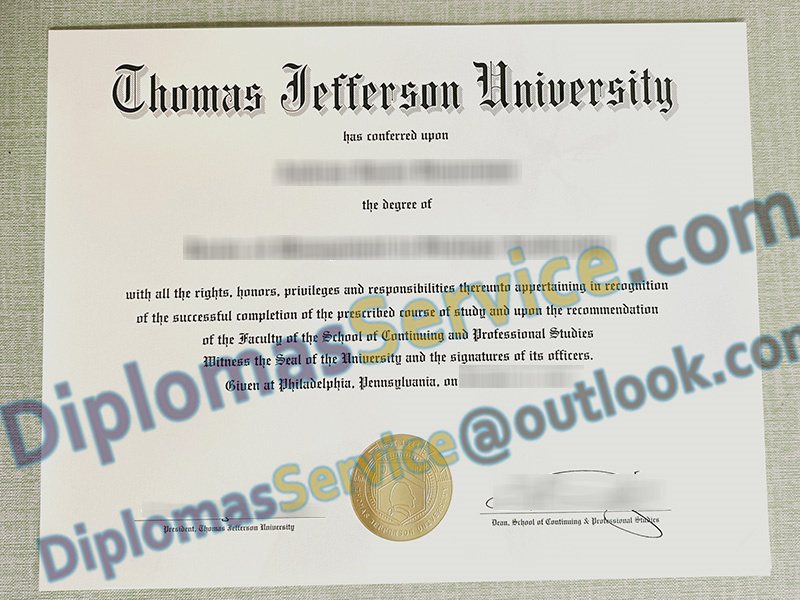 Thomas Jefferson University
has conferred upon
the degree of
with all the rights, honors, privileges and responsibilities thereunto appertaining in recognition
of the successful completion of the prescribed course of study and upon the recommendation
of the Faculty of the School of Continuing and Professional Studies
Witness the Seal of the University and the signatures of its officers.
Given at Philadelphia, Pennsylvania, on
DiplomasService.com
DiplomasService@outlook.com
President, Thomas Jefferson University
Dean, School of Continuing & Professional Studies